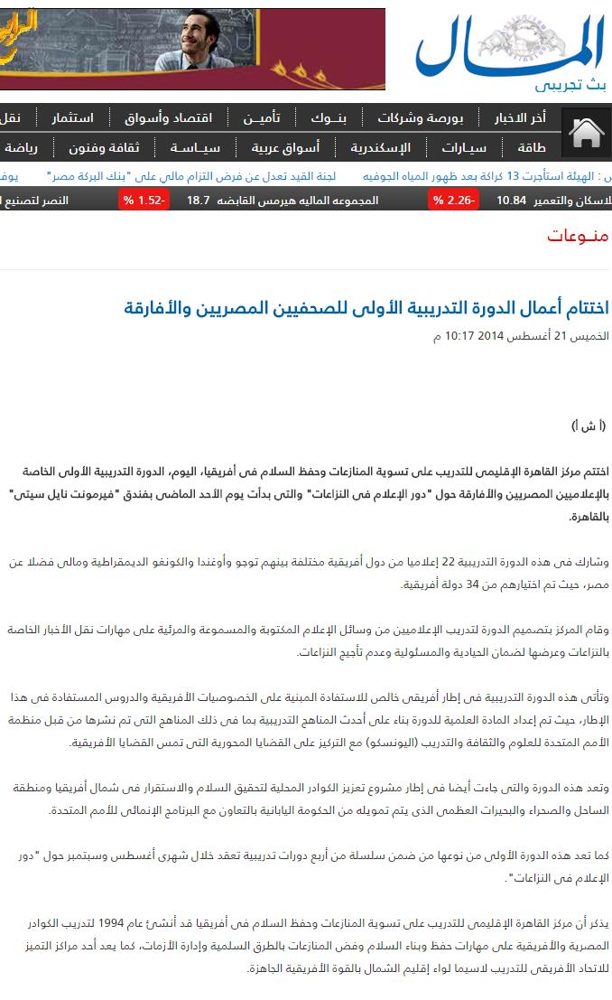 المال
بث تجريبى
أخر الاخبار
بورصة وشركات
بنــوك
تأميــن
اقتصاد وأسواق
استثمار
نقل
طاقة
سيـارات
الإسكندرية
أسواق عربية
سيــاسـة
ثقافة وفنون
رياضة
س : الهيئة استأجرت 13 كراكة بعد ظهور المياه الجوفيه
لجنة القيد تعدل عن فرض التزام مالي على "بنك البركة مصر"
يوف
للاسكان والتعمير 10.84 -2.26 %
المجموعه الماليه هيرمس القابضه 18.7 -1.52 %
النصر لتصنيع ا
منــوعات
اختتام أعمال الدورة التدريبية الأولى للصحفيين المصريين والأفارقة
الخميس 21 أغسطس 2014 10:17 م
(أ ش أ)
اختتم مركز القاهرة الإقليمى للتدريب على تسوية المنازعات وحفظ السلام فى أفريقيا، اليوم، الدورة التدريبية الأولى الخاصة
بالإعلاميين المصريين والأفارقة حول "دور الإعلام فى النزاعات" والتى بدأت يوم الأحد الماضى بفندق "فيرمونت نايل سيتى"
بالقاهرة.
وشارك فى هذه الدورة التدريبية 22 إعلاميا من دول أفريقية مختلفة بينهم توجو وأوغندا والكونغو الديمقراطية ومالى فضلا عن
مصر، حيث تم اختيارهم من 34 دولة أفريقية.
وقام المركز بتصميم الدورة لتدريب الإعلاميين من وسائل الإعلام المكتوبة والمسموعة والمرئية على مهارات نقل الأخبار الخاصة
بالنزاعات وعرضها لضمان الحيادية والمسئولية وعدم تأجيج النزاعات.
وتأتى هذه الدورة التدريبية فى إطار أفريقى خالص للاستفادة المبنية على الخصوصيات الأفريقية والدروس المستفادة فى هذا
الإطار، حيث تم إعداد المادة العلمية للدورة بناء على أحدث المناهج التدريبية بما فى ذلك المناهج التى تم نشرها من قبل منظمة
الأمم المتحدة للعلوم والثقافة والتدريب (اليونسكو) مع التركيز على القضايا المحورية التى تمس القضايا الأفريقية.
وتعد هذه الدورة والتى جاءت أيضا فى إطار مشروع تعزيز الكوادر المحلية لتحقيق السلام والاستقرار فى شمال أفريقيا ومنطقة
الساحل والصحراء والبحيرات العظمى الذى يتم تمويله من الحكومة اليابانية بالتعاون مع البرنامج الإنمائى للأمم المتحدة.
كما تعد هذه الدورة الأولى من نوعها من ضمن سلسلة من أربع دورات تدريبية تعقد خلال شهرى أغسطس وسبتمبر حول "دور
الإعلام فى النزاعات".
يذكر أن مركز القاهرة الإقليمى للتدريب على تسوية المنازعات وحفظ السلام فى أفريقيا قد أنشئ عام 1994 لتدريب الكوادر
المصرية والأفريقية على مهارات حفظ وبناء السلام وفض المنازعات بالطرق السلمية وإدارة الأزمات، كما يعد أحد مراكز التميز
للاتحاد الأفريقى للتدريب لاسيما لواء إقليم الشمال بالقوة الأفريقية الجاهزة.